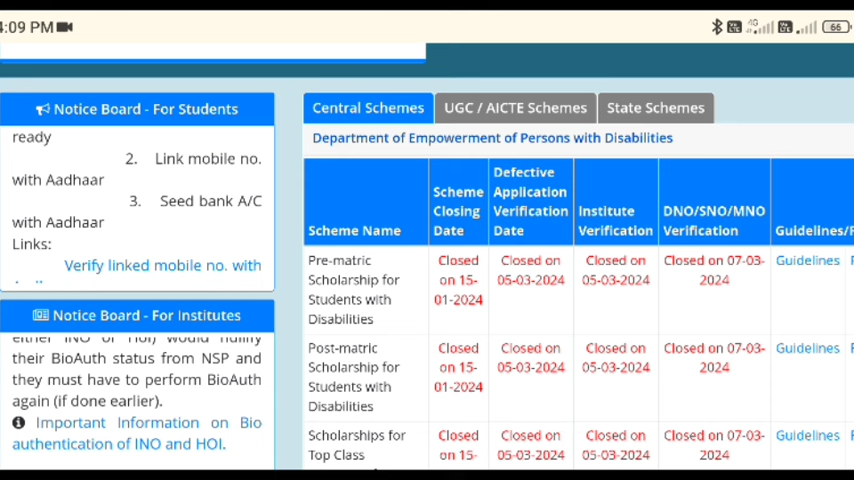 4:09 PM
4G
66
Notice Board - For Students
ready
2. Link mobile no.
with Aadhaar
3. Seed bank A/C
with Aadhaar
Links:
Verify linked mobile no. with
Notice Board - For Institutes
either INO or HOI) would nullify
their BioAuth status from NSP and
they must have to perform BioAuth
again (if done earlier).
Important Information on Bio
authentication of INO and HOI.
Central Schemes
UGC / AICTE Schemes
State Schemes
Department of Empowerment of Persons with Disabilities
Scheme Name
Scheme
Closing
Date
Defective
Application
Verification
Date
Institute
Verification
DNO/SNO/MNO
Verification
Guidelines/F
Pre-matric
Scholarship for
Students with
Disabilities
Closed
on 15-
01-2024
Closed on
05-03-2024
Closed on
05-03-2024
Closed on 07-03-
2024
Guidelines
Post-matric
Scholarship for
Students with
Disabilities
Closed
on 15-
01-2024
Closed on
05-03-2024
Closed on
05-03-2024
Closed on 07-03-
2024
Guidelines
Scholarships for
Top Class
Closed
on 15-
Closed on
05-03-2024
Closed on
05-03-2024
Closed on 07-03-
2024
Guidelines